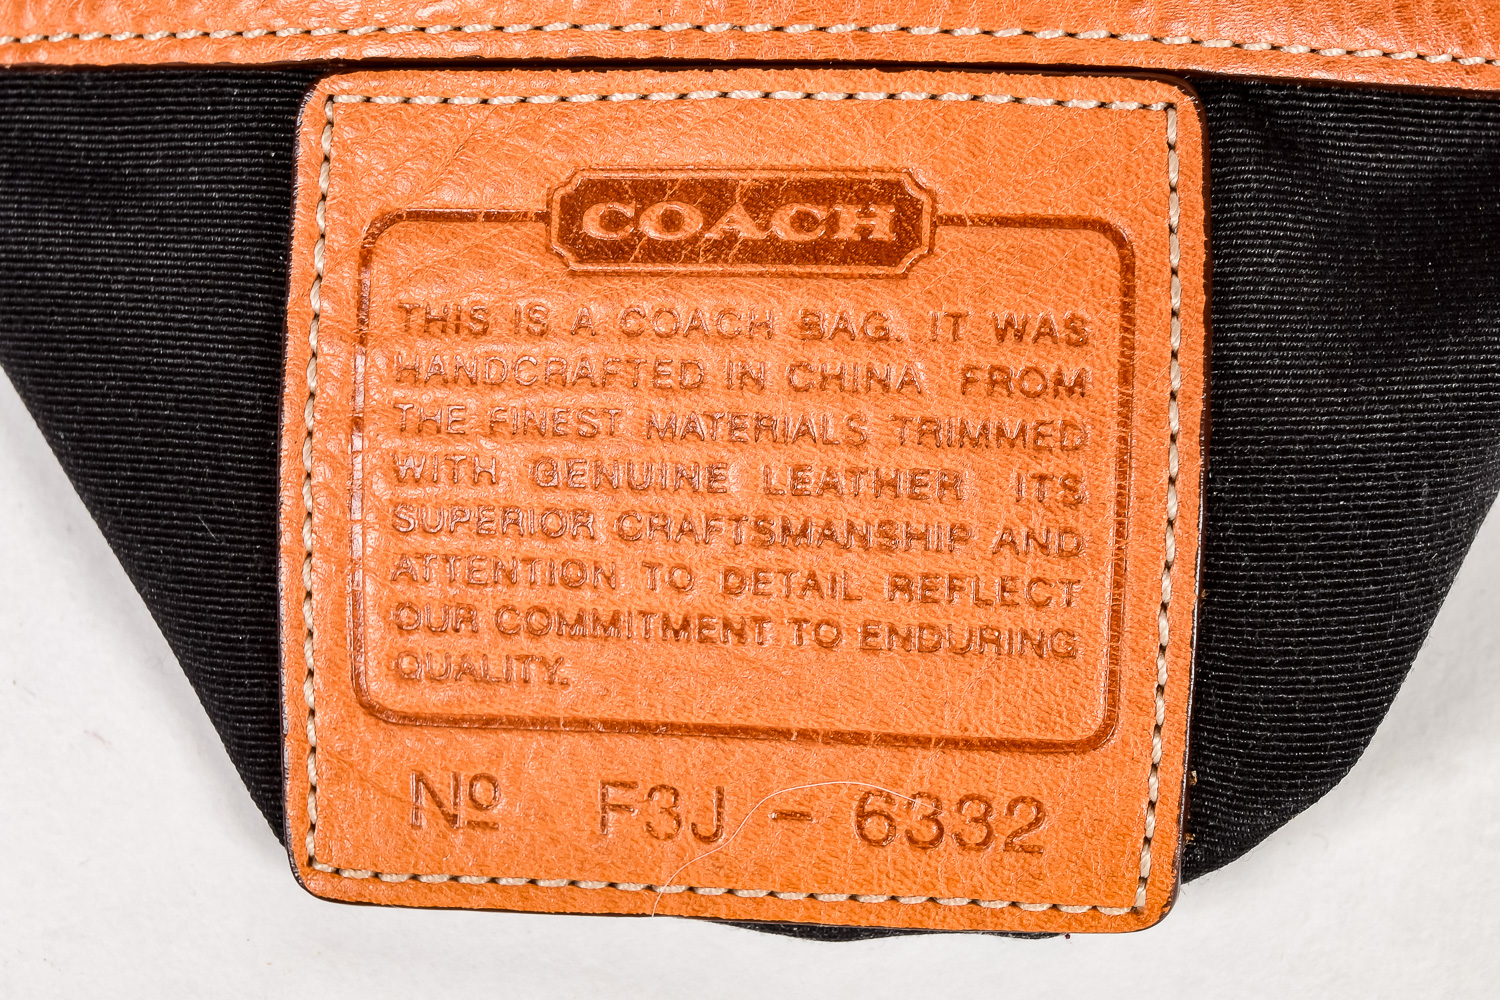 COACH
THIS IS A COACH BAG. IT WAS
HANDCRAFTED IN CHINA FROM
THE FINEST MATERIALS TRIMMED
WITH GENUINE LEATHER ITS
SUPERIOR CRAFTSMANSHIP AND
ATTENTION TO DETAIL REFLECT
OUR COMMITMENT TO ENDURING
QUALITY.
Nº F3J - 6332